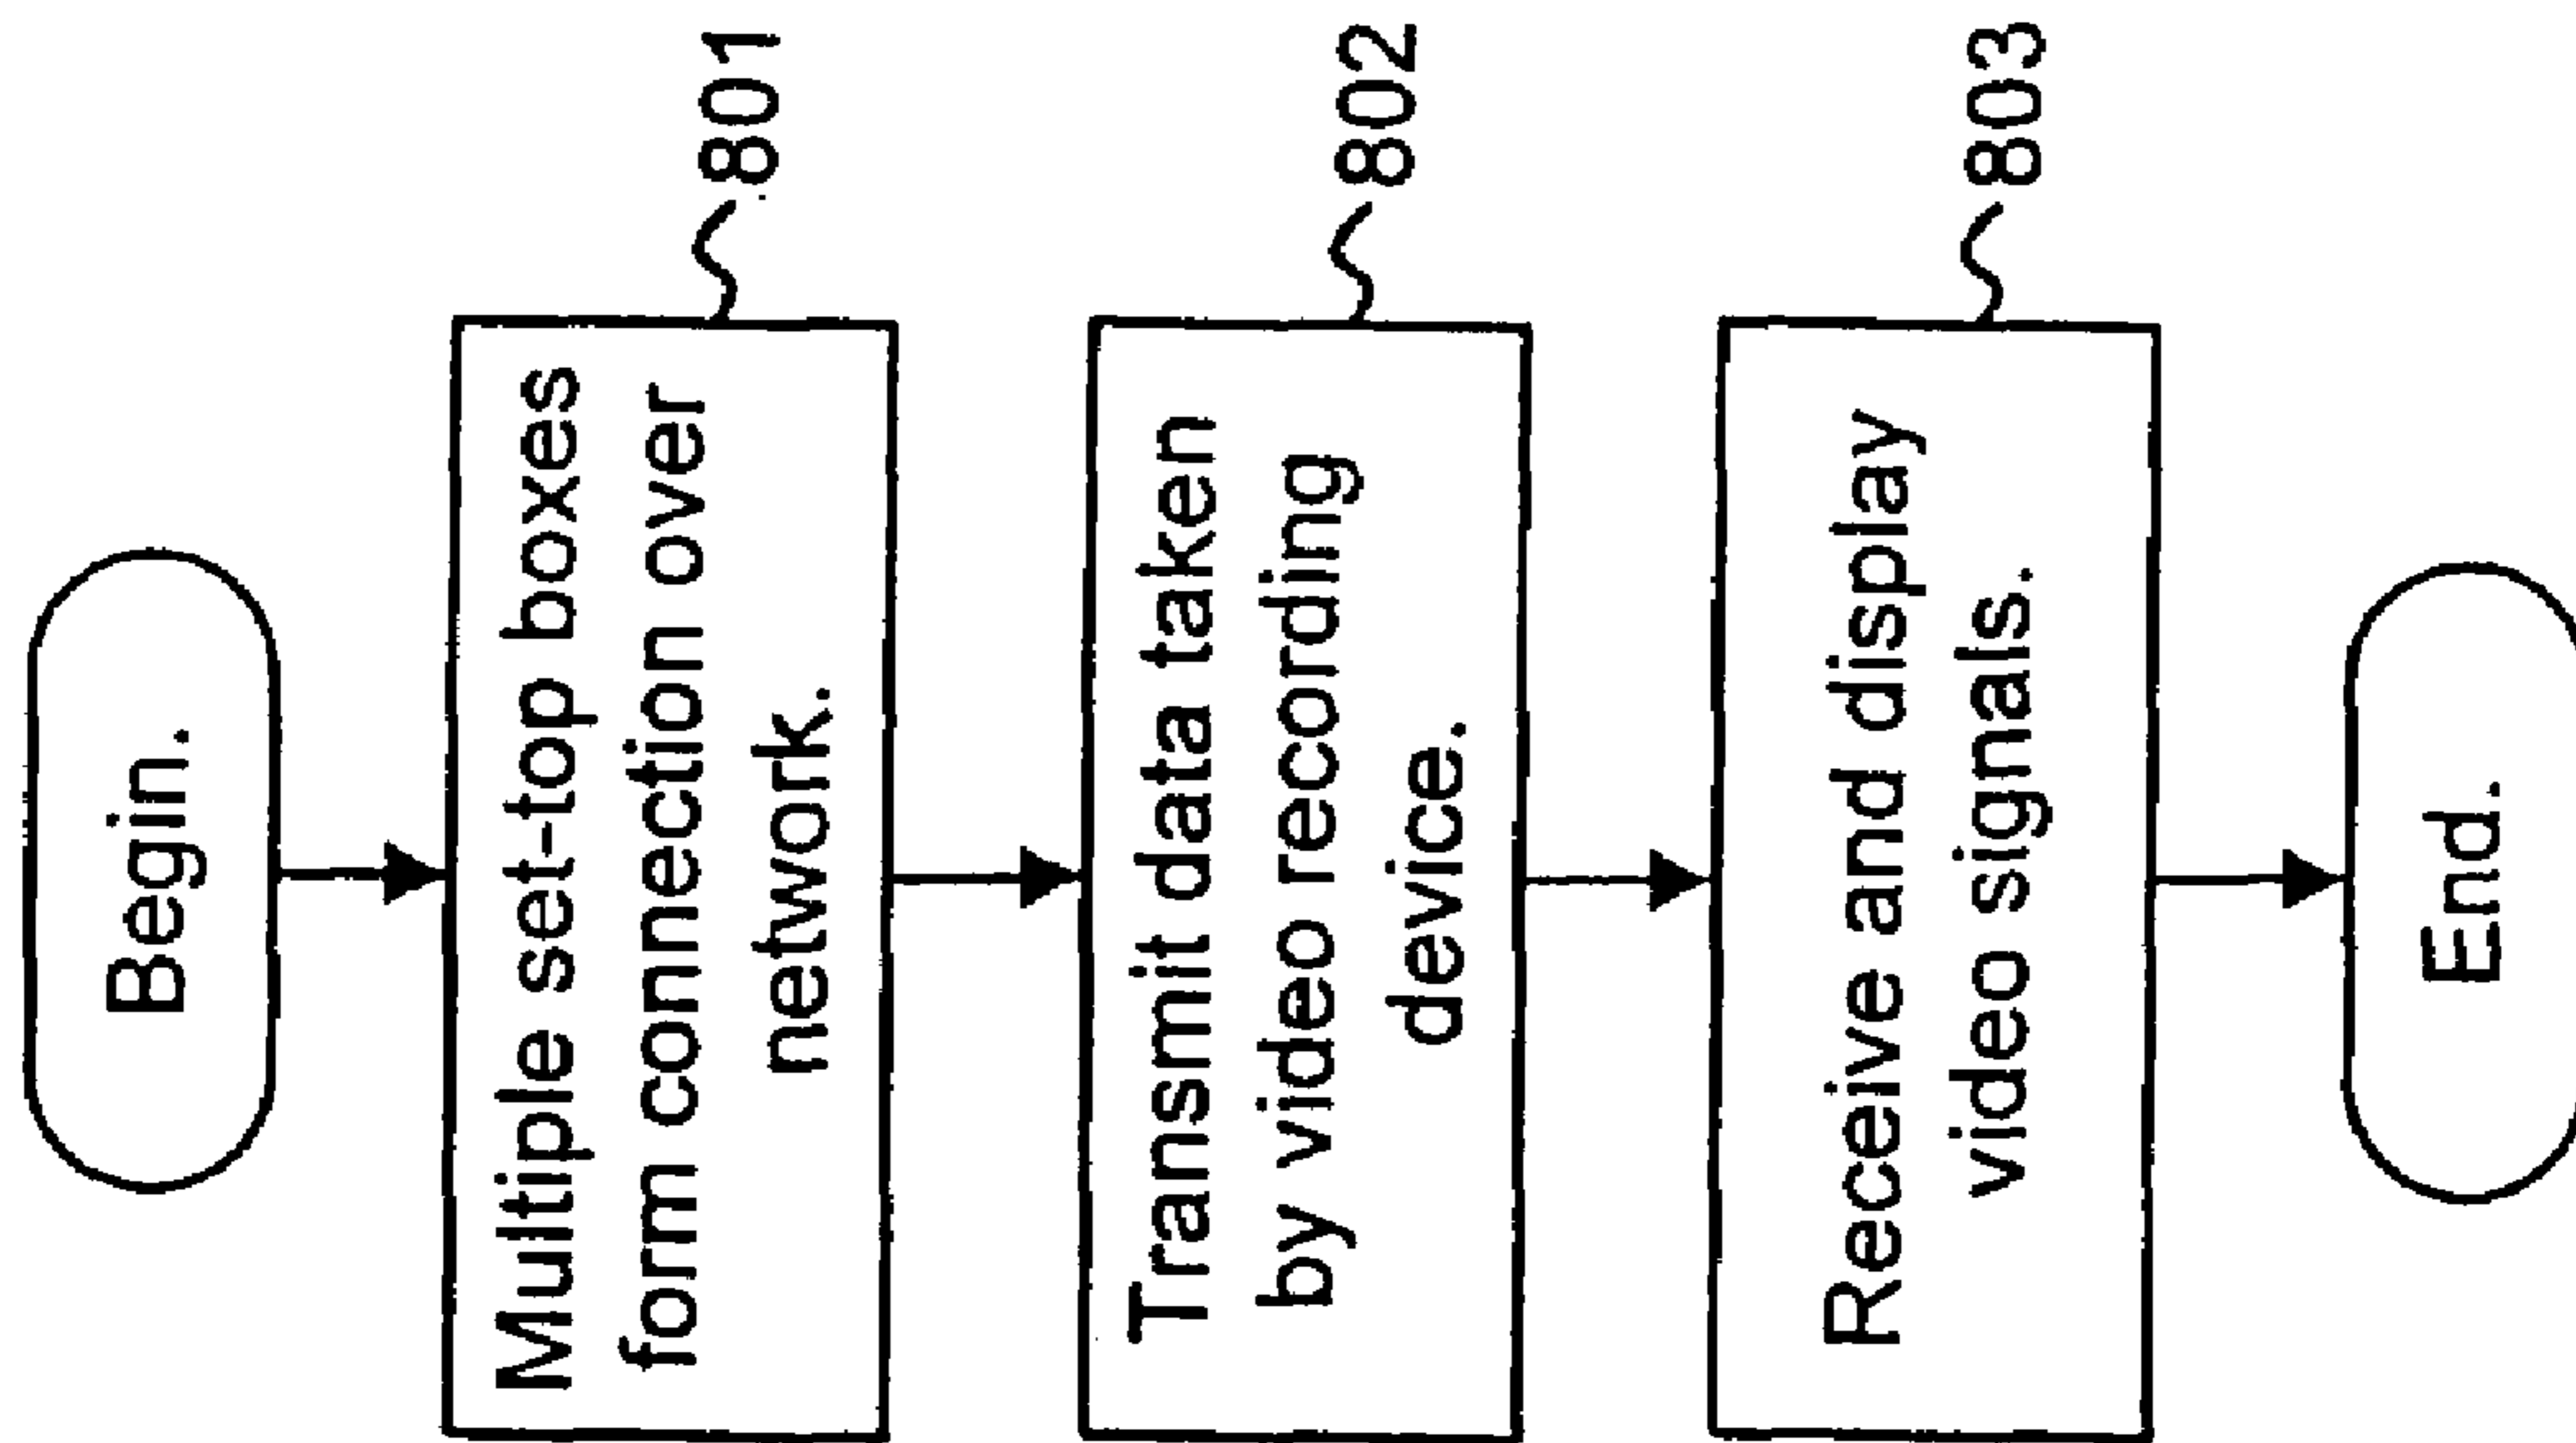 Begin.
Multiple set-top boxes
form connection over
network.
801
Transmit data taken
by video recording
device.
802
Receive and display
video signals.
803
End.